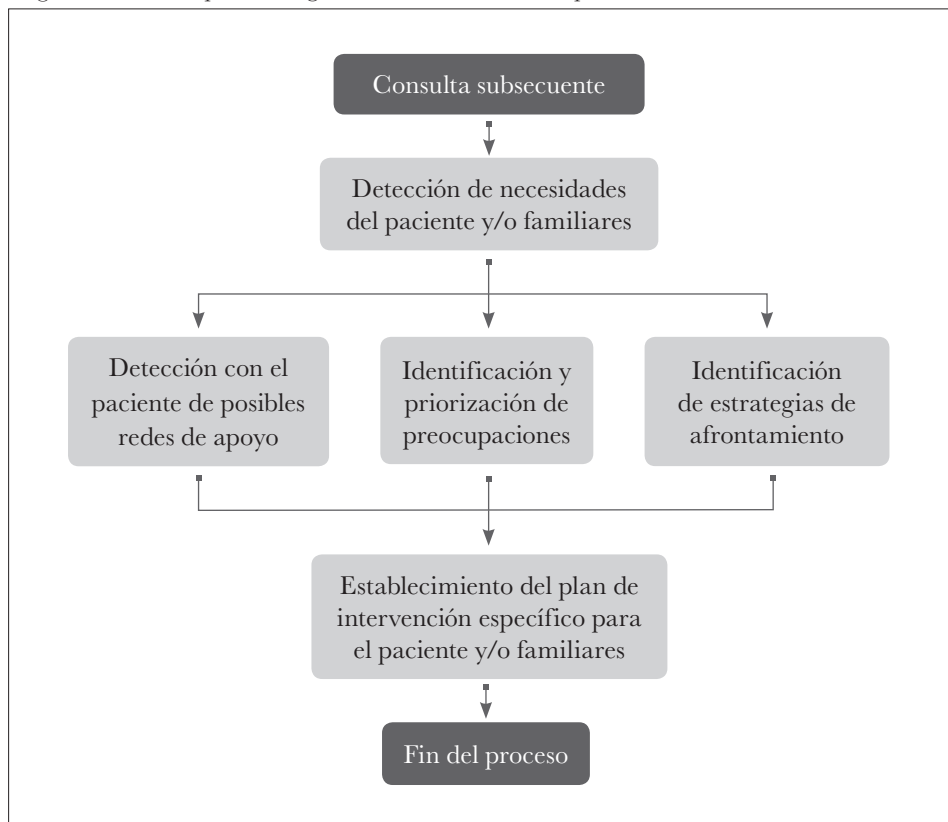 Consulta subsecuente
Detección de necesidades
del paciente y/o familiares
Detección con el
paciente de posibles
redes de apoyo
Identificación y
priorización de
preocupaciones
Identificación
de estrategias de
afrontamiento
Establecimiento del plan de
intervención específico para
el paciente y/o familiares
Fin del proceso